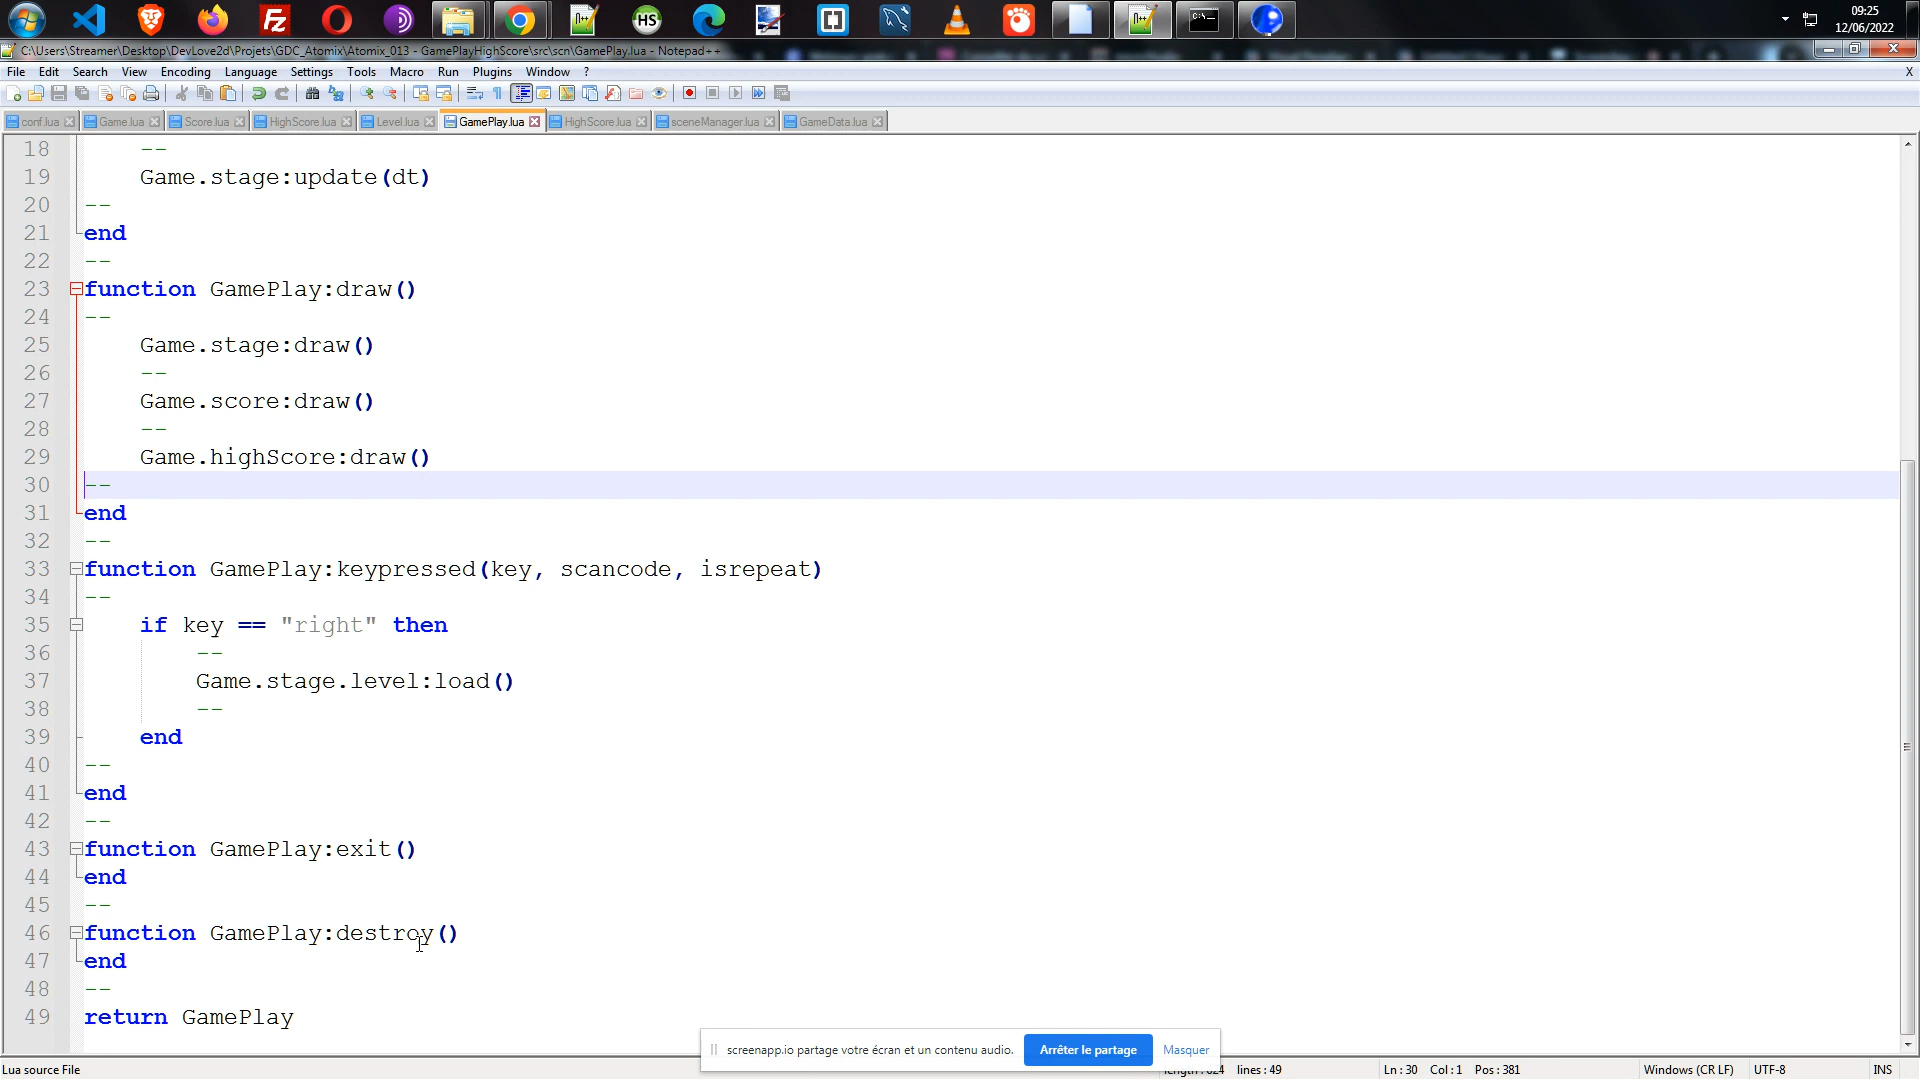 09:25
12/06/2022
C:\Users\Streamer\Desktop\DevLove2d\Projets\GDC_Atomix\Atomix_013 - GamePlayHighScore\src\scn\GamePlay.lua - Notepad++
File Edit Search View Encoding Language Settings Tools Macro Run Plugins Window ? X
conf.lua Game.lua Score.lua HighScore.lua Level.lua GamePlay.lua HighScore.lua sceneManager.lua GameData.lua
18 --
19 Game.stage:update(dt)
20 --
21 end
22 --
23 function GamePlay:draw()
24 --
25 Game.stage:draw()
26 --
27 Game.score:draw()
28 --
29 Game.highScore:draw()
30 --
31 end
32 --
33 function GamePlay:keypressed(key, scancode, isrepeat)
34 --
35 if key == "right" then
36 --
37 Game.stage.level:load()
38 --
39 end
40 --
41 end
42 --
43 function GamePlay:exit()
44 end
45 --
46 function GamePlay:destroy()
47 end
48 --
49 return GamePlay
screenapp.io partage votre écran et un contenu audio. Arrêter le partage Masquer
Lua source File lines : 49 Ln : 30 Col : 1 Pos : 381 Windows (CR LF) UTF-8 INS